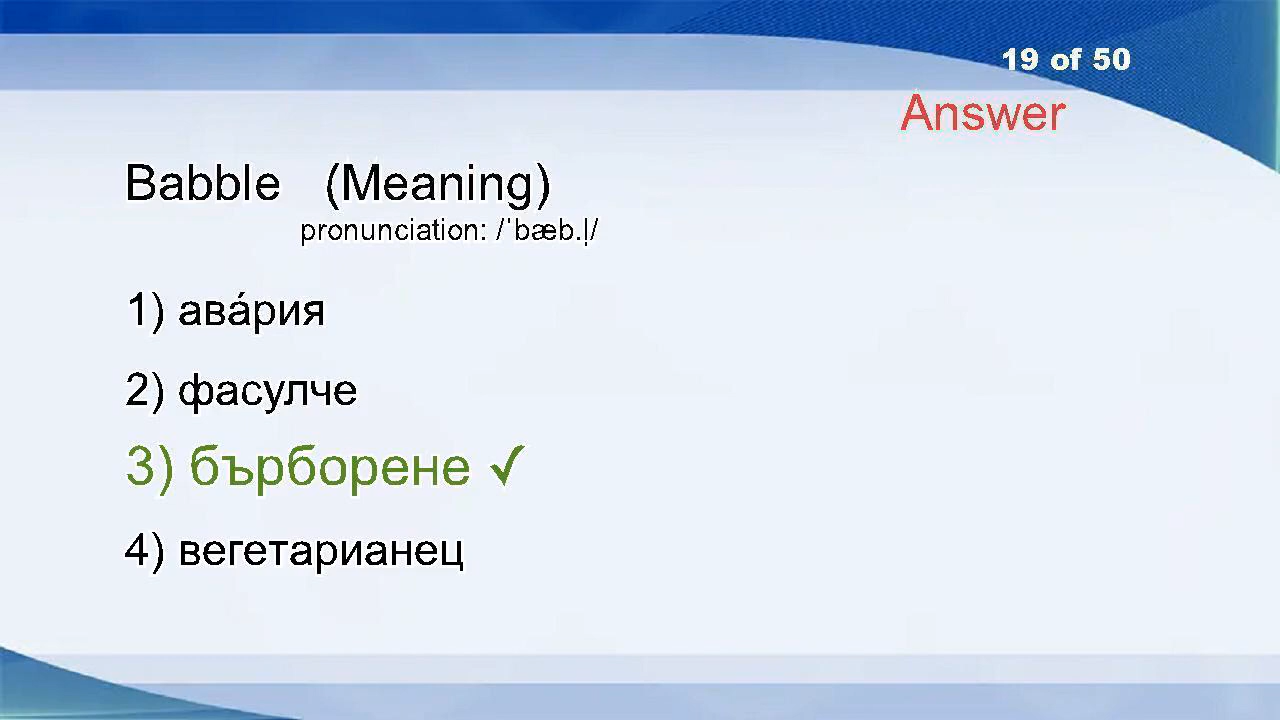 19 of 50
Answer
Babble (Meaning)
pronunciation: /ˈbæb.l̩/
1) ава́рия
2) фасулче
3) бърборене ✓
4) вегетарианец